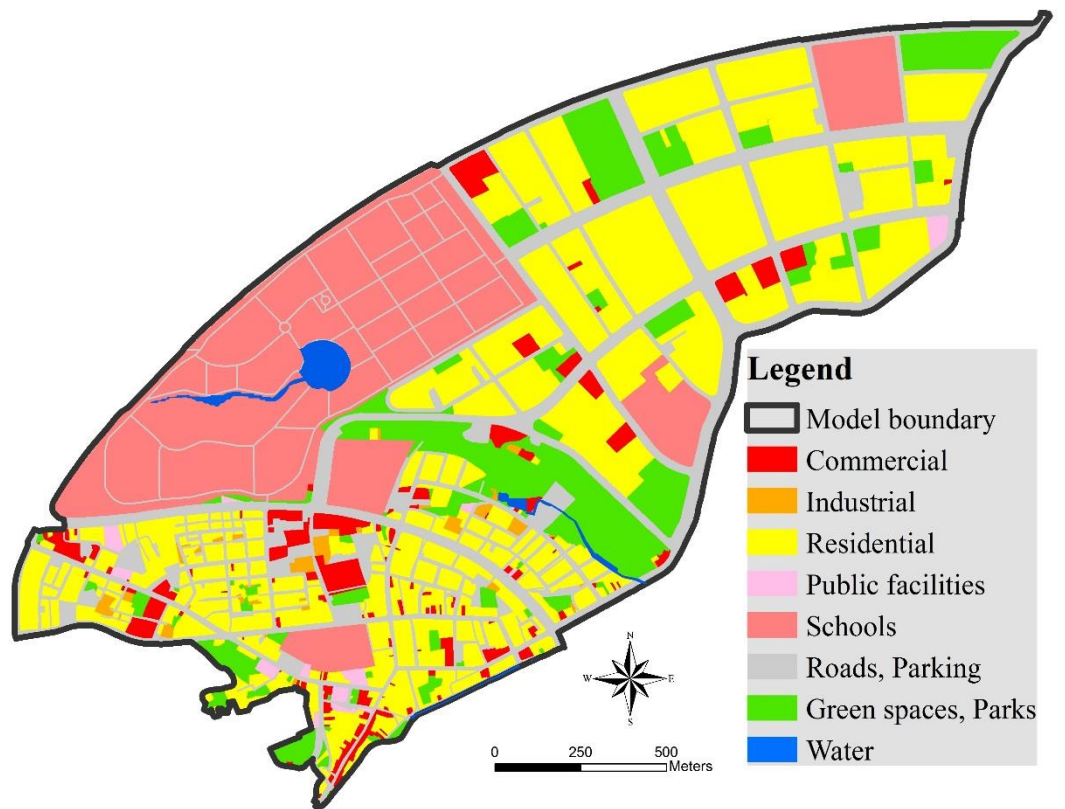 Legend
Model boundary
Commercial
Industrial
Residential
Public facilities
Schools
Roads, Parking
Green spaces, Parks
Water
N
W E
S
0 250 500
Meters